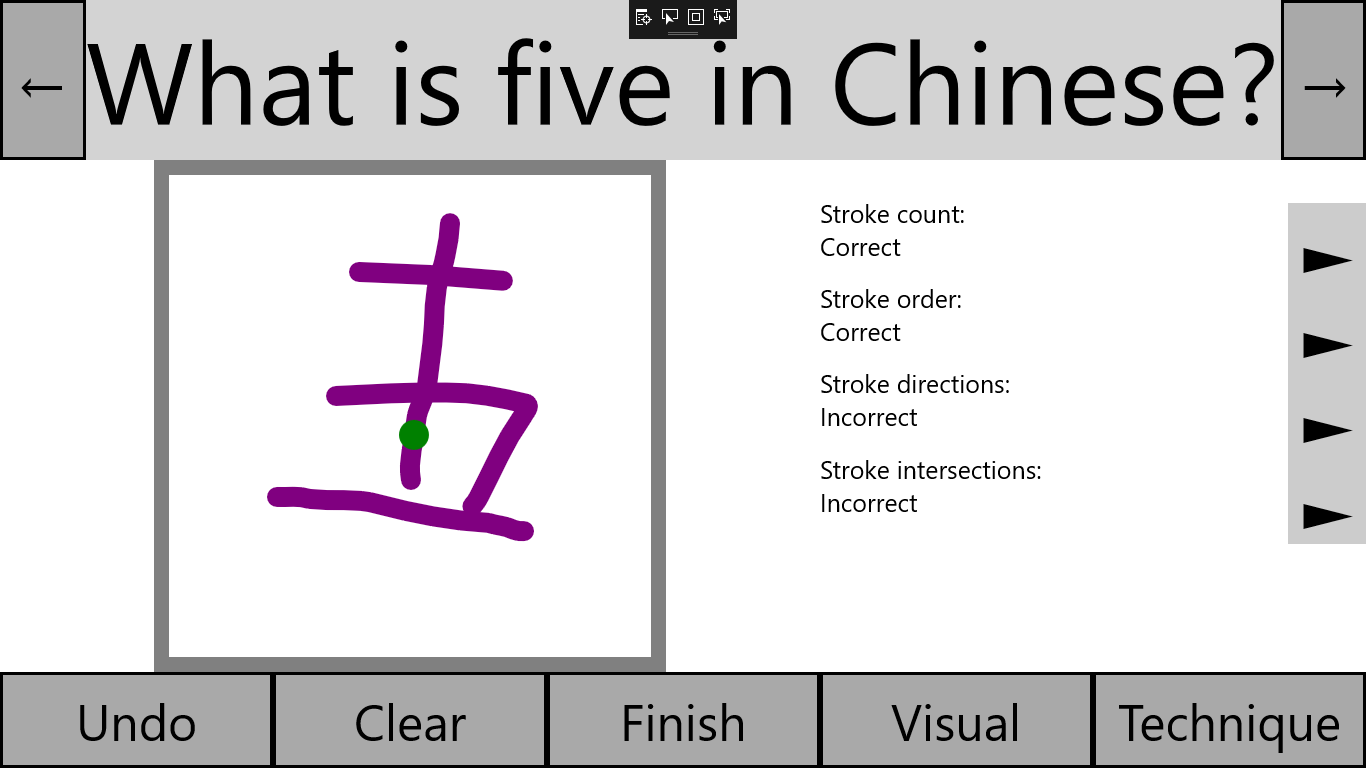 ← What is five in Chinese? →
五
Stroke count:
Correct
Stroke order:
Correct
Stroke directions:
Incorrect
Stroke intersections:
Incorrect
Undo
Clear
Finish
Visual
Technique